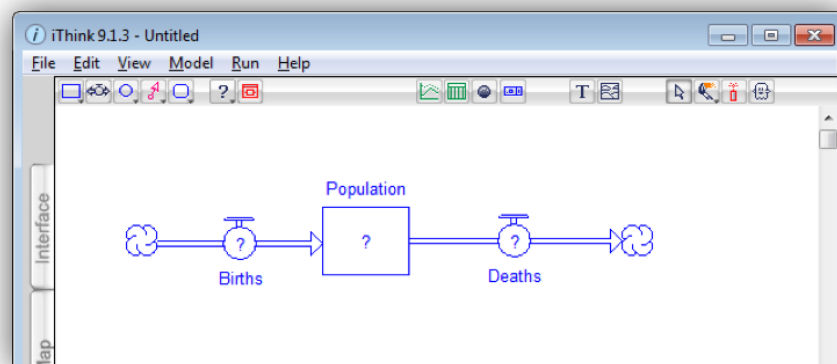 iThink 9.1.3 - Untitled
File Edit View Model Run Help
? T
Interface
Map
Population
? ? ?
Births Deaths